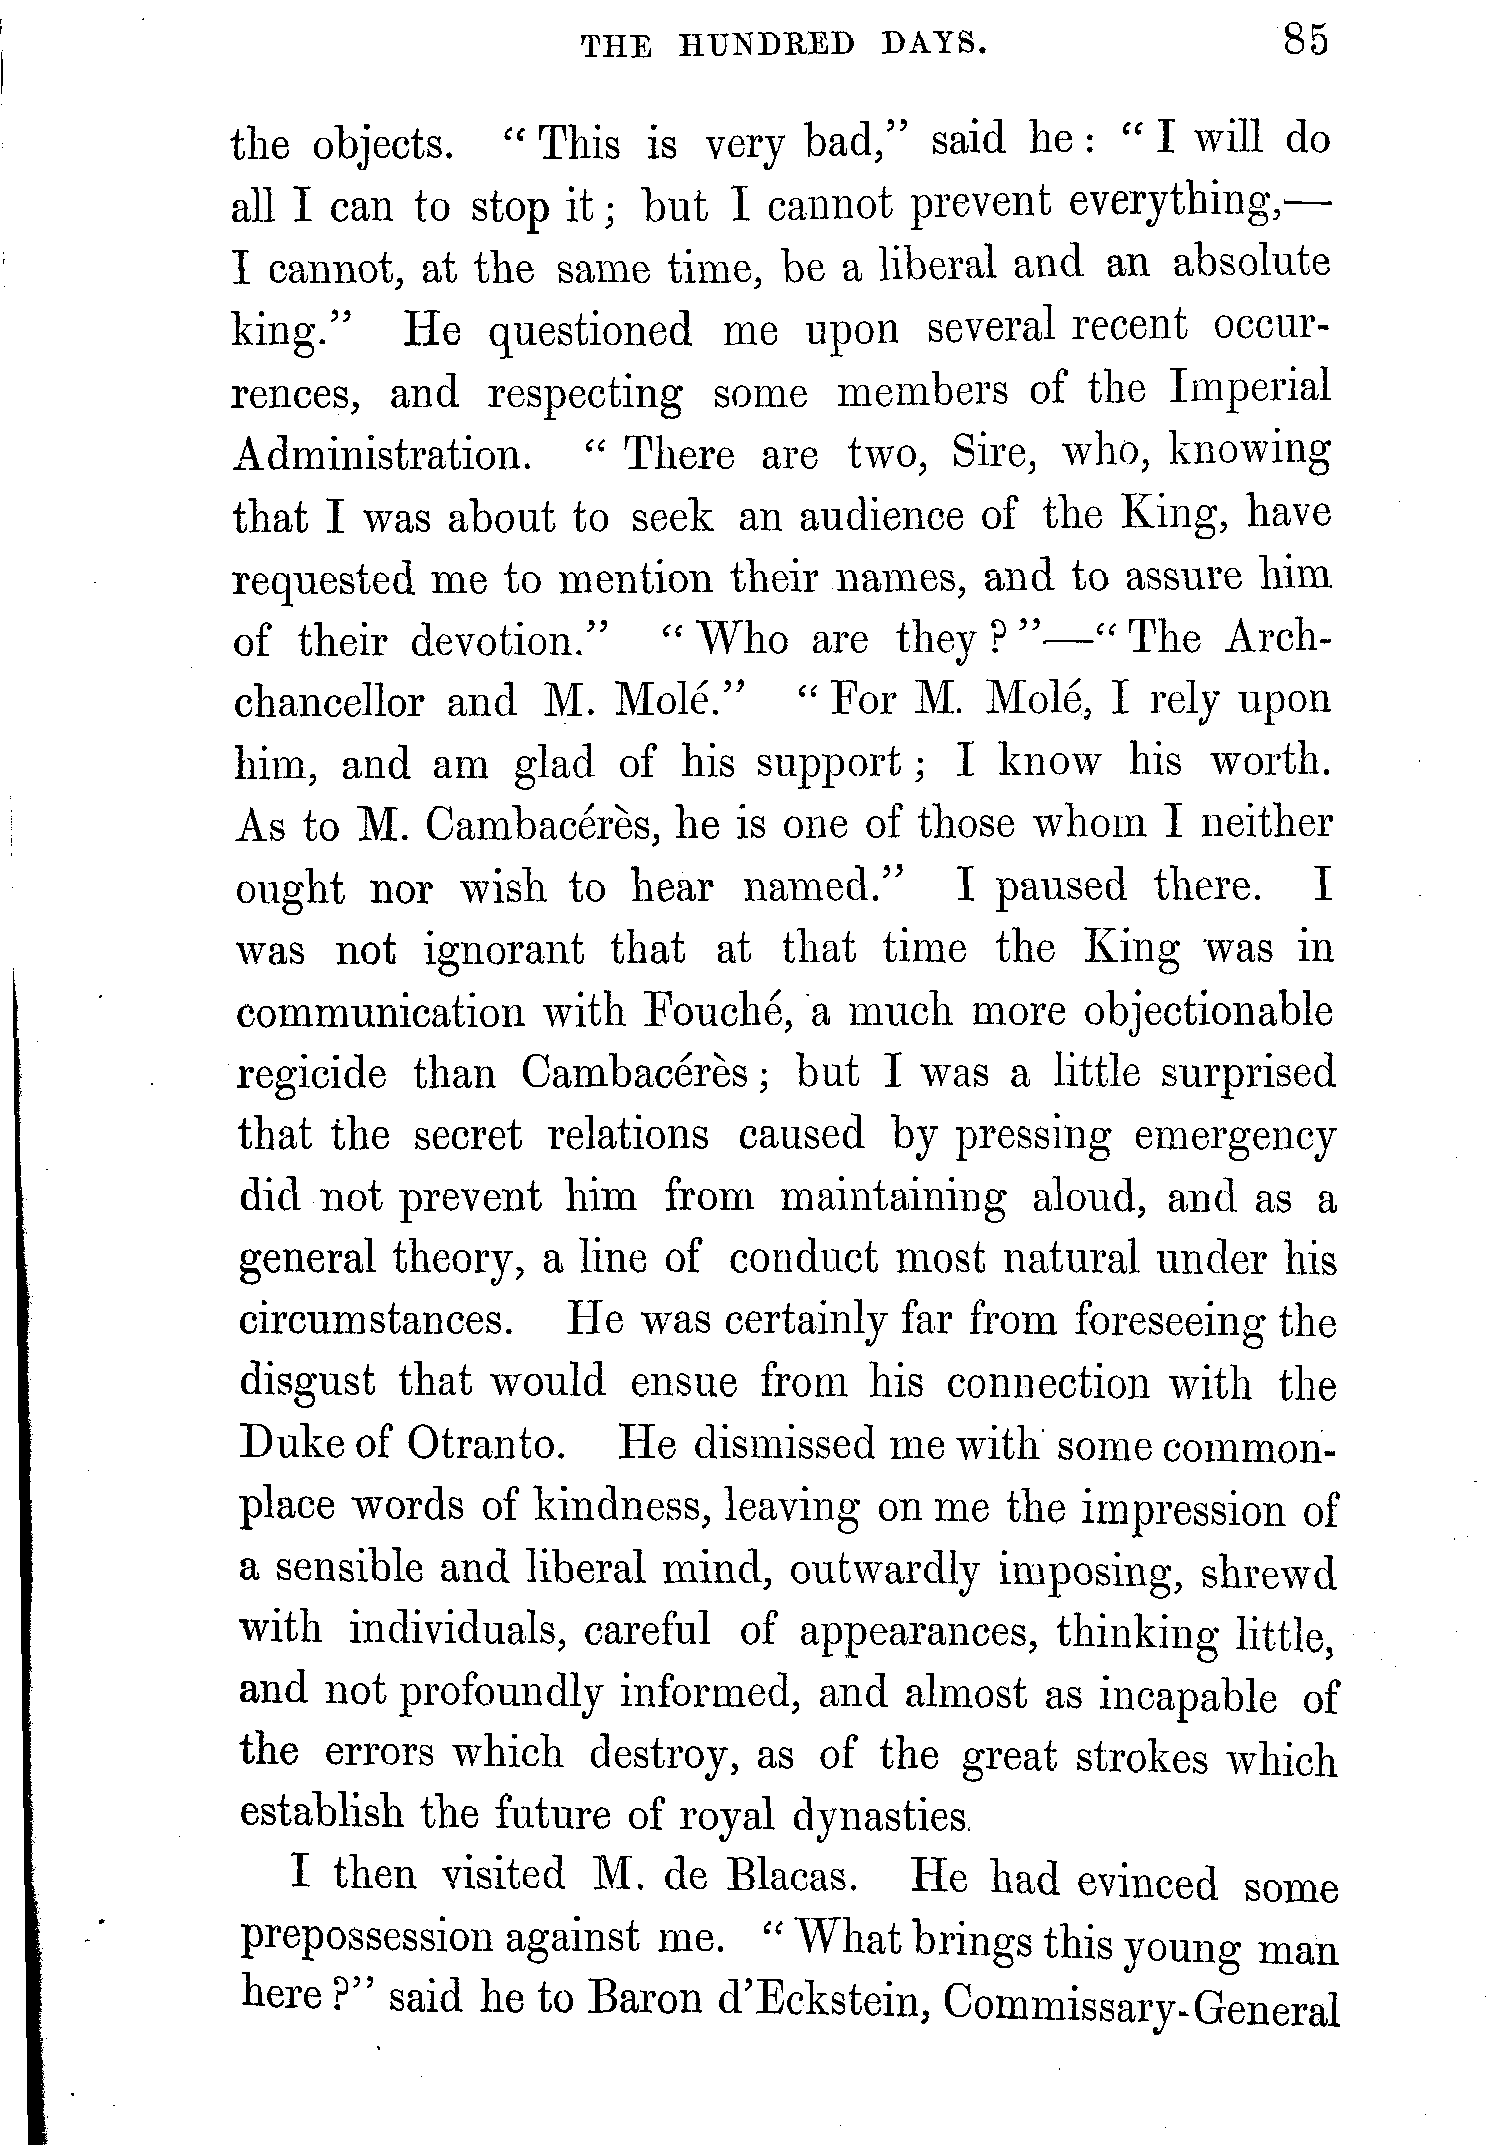 THE HUNDRED DAYS. 85
the objects. “This is very bad,” said he: “I will do
all I can to stop it; but I cannot prevent everything,—
I cannot, at the same time, be a liberal and an absolute
king.” He questioned me upon several recent occur-
rences, and respecting some members of the Imperial
Administration. “There are two, Sire, who, knowing
that I was about to seek an audience of the King, have
requested me to mention their names, and to assure him
of their devotion.” “Who are they?”—“The Arch-
chancellor and M. Molé.” “For M. Molé, I rely upon
him, and am glad of his support; I know his worth.
As to M. Cambacérès, he is one of those whom I neither
ought nor wish to hear named.” I paused there. I
was not ignorant that at that time the King was in
communication with Fouché, a much more objectionable
regicide than Cambacérès; but I was a little surprised
that the secret relations caused by pressing emergency
did not prevent him from maintaining aloud, and as a
general theory, a line of conduct most natural under his
circumstances. He was certainly far from foreseeing the
disgust that would ensue from his connection with the
Duke of Otranto. He dismissed me with some common-
place words of kindness, leaving on me the impression of
a sensible and liberal mind, outwardly imposing, shrewd
with individuals, careful of appearances, thinking little,
and not profoundly informed, and almost as incapable of
the errors which destroy, as of the great strokes which
establish the future of royal dynasties.
I then visited M. de Blacas. He had evinced some
prepossession against me. “What brings this young man
here?” said he to Baron d’Eckstein, Commissary-General